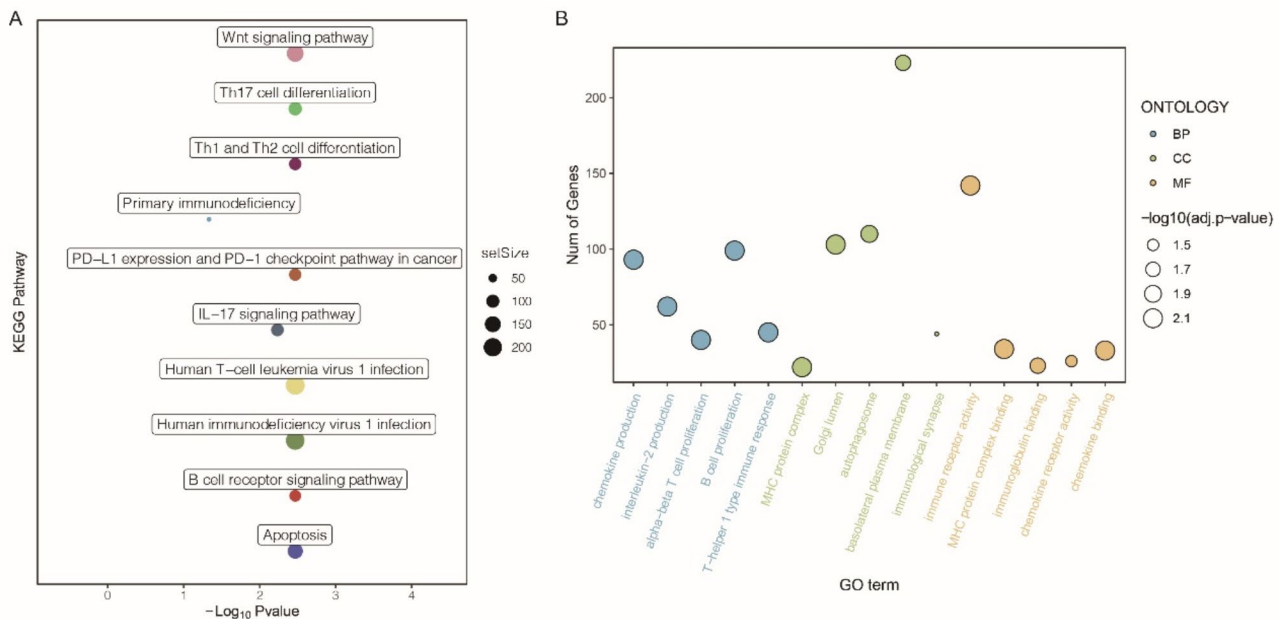 A
KEGG Pathway
Wnt signaling pathway
Th17 cell differentiation
Th1 and Th2 cell differentiation
Primary immunodeficiency
PD-L1 expression and PD-1 checkpoint pathway in cancer
IL-17 signaling pathway
Human T-cell leukemia virus 1 infection
Human immunodeficiency virus 1 infection
B cell receptor signaling pathway
Apoptosis
0 1 2 3 4
-Log10 Pvalue
selSize
50
100
150
200
B
Num of Genes
200
150
100
50
chemokine production
interleukin-2 production
alpha-beta T cell proliferation
B cell proliferation
T-helper 1 type immune response
MHC protein complex
Golgi lumen
autophagosome
basolateral plasma membrane
immunological synapse
immune receptor activity
MHC protein complex binding
immunoglobulin binding
chemokine receptor activity
chemokine binding
GO term
ONTOLOGY
BP
CC
MF
-log10(adj.p-value)
1.5
1.7
1.9
2.1